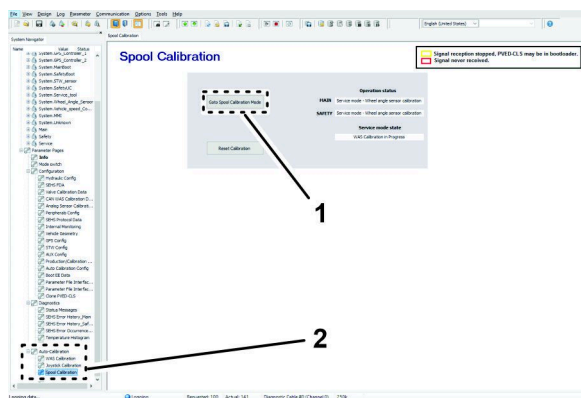 File View Design Log Parameter Communication Options Tools Help
English (United States)
System Navigator
Spool Calibration
Name Value Status
System.GPS_Controller_1
System.GPS_Controller_2
System.MainBoot
System.STW_sensor
System.SafetyBoot
System.SafetyUC
System.Service_tool
System.Wheel_Angle_Sensor
System.Vehicle_speed_Co...
System.MMI
System.Unknown
Main
Safety
Service
Parameter Pages
Info
Mode switch
Configuration
Hydraulic Config
SEHS FDA
Valve Calibration Data
CAN WAS Calibration D...
Analog Sensor Calibrati...
Peripherals Config
SEHS Protocol Data
Internal Monitoring
Vehicle Geometry
GPS Config
STW Config
AUX Config
Production/Calibration ...
Auto Calibration Config
Boot EE Data
Parameter File Interfac...
Parameter File Interfac...
Clone PVED-CLS
Diagnostics
Status Messages
SEHS Error History_Main
SEHS Error History_Saf...
SEHS Error Occurrence...
Temperature Histogram
Auto-Calibration
WAS Calibration
Joystick Calibration
Spool Calibration
Spool Calibration
Signal reception stopped, PVED-CLS may be in bootloader.
Signal never received.
Goto Spool Calibration Mode
Reset Calibration
Operation status
MAIN Service mode - Wheel angle sensor calibration
SAFETY Service mode - Wheel angle sensor calibration
Service mode state
WAS Calibration in Progress
1
2
Logging data...
Logging
Requested: 100 Actual: 141
Diagnostic Cable #0 (Channel 0)
250k